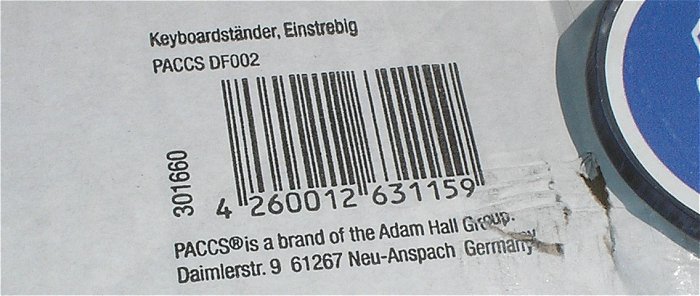 Keyboardständer, Einstrebig
PACCS DF002
301660
4 260012 631159
PACCS® is a brand of the Adam Hall Group.
Daimlerstr. 9 61267 Neu-Anspach Germany